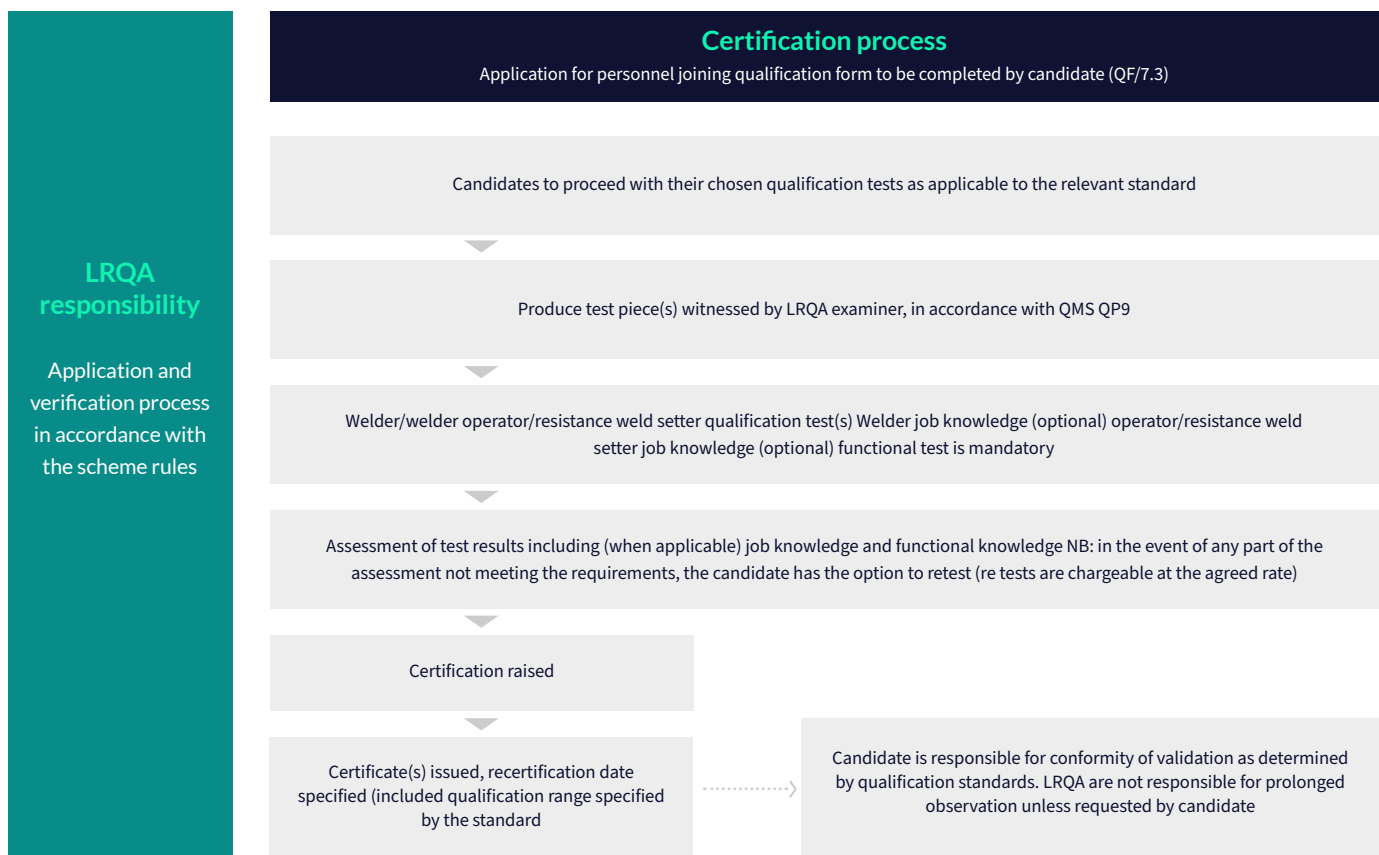 LRQA
responsibility
Application and
verification process
in accordance with
the scheme rules
Certification process
Application for personnel joining qualification form to be completed by candidate (QF/7.3)
Candidates to proceed with their chosen qualification tests as applicable to the relevant standard
Produce test piece(s) witnessed by LRQA examiner, in accordance with QMS QP9
Welder/welder operator/resistance weld setter qualification test(s) Welder job knowledge (optional) operator/resistance weld
setter job knowledge (optional) functional test is mandatory
Assessment of test results including (when applicable) job knowledge and functional knowledge NB: in the event of any part of the
assessment not meeting the requirements, the candidate has the option to retest (re tests are chargeable at the agreed rate)
Certification raised
Certificate(s) issued, recertification date
specified (included qualification range specified
by the standard
Candidate is responsible for conformity of validation as determined
by qualification standards. LRQA are not responsible for prolonged
observation unless requested by candidate